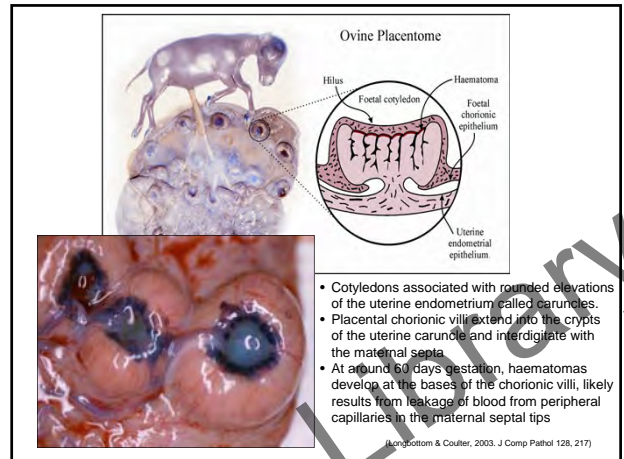 Ovine Placentome
Hilus
Haematoma
Foetal cotyledon
Foetal
chorionic
epithelium
Uterine
endometrial
epithelium.
• Cotyledons associated with rounded elevations
of the uterine endometrium called caruncles.
• Placental chorionic villi extend into the crypts
of the uterine caruncle and interdigitate with
the maternal septa
• At around 60 days gestation, haematomas
develop at the bases of the chorionic villi, likely
results from leakage of blood from peripheral
capillaries in the maternal septal tips
(Longbottom & Coulter, 2003. J Comp Pathol 128, 217)
Library